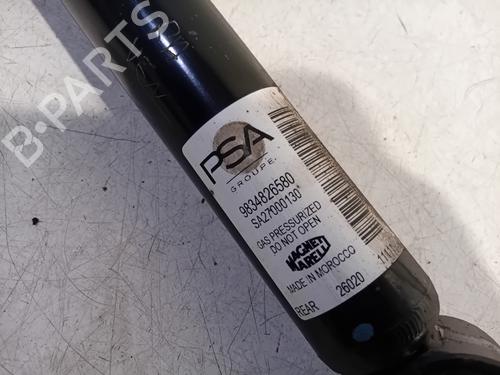 B-PARTS
PSA
GROUPE
9834826580
SA27000130*
GAS PRESSURIZED
DO NOT OPEN
MAGNETI
MARELLI
MADE IN MOROCCO
REAR 26020